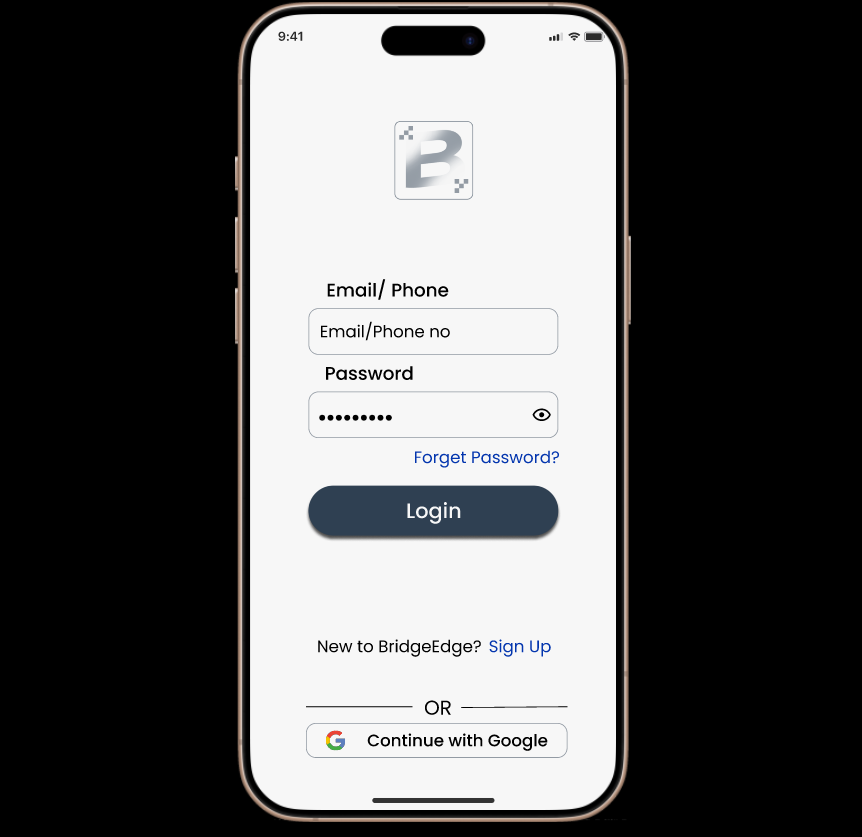 9:41
B
Email/ Phone
Email/Phone no
Password
•••••••••
Forget Password?
Login
New to BridgeEdge? Sign Up
OR
Continue with Google